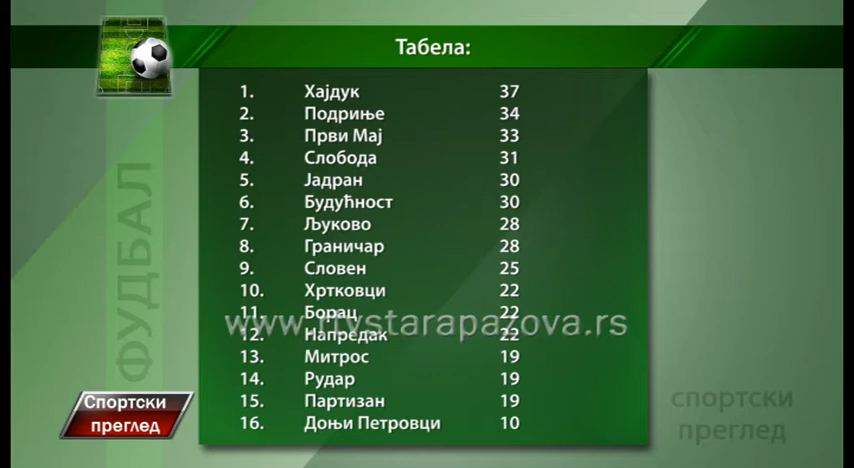 Табела:
1. Хајдук 37
2. Подриње 34
3. Први Мај 33
4. Слобода 31
5. Јадран 30
6. Будућност 30
7. Љуково 28
8. Граничар 28
9. Словен 25
10. Хртковци 22
11. Борац 22
www.rtvstarapazova.rs
12. Напредак 22
13. Митрос 19
14. Рудар 19
15. Партизан 19
16. Доњи Петровци 10
ФУДБАЛ
Спортски
преглед
спортски
преглед